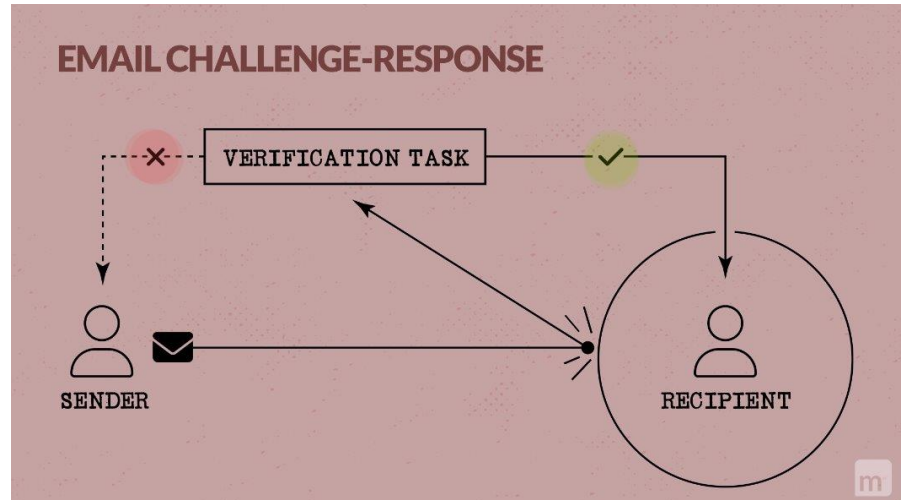 EMAIL CHALLENGE-RESPONSE
VERIFICATION TASK
SENDER
RECIPIENT
m